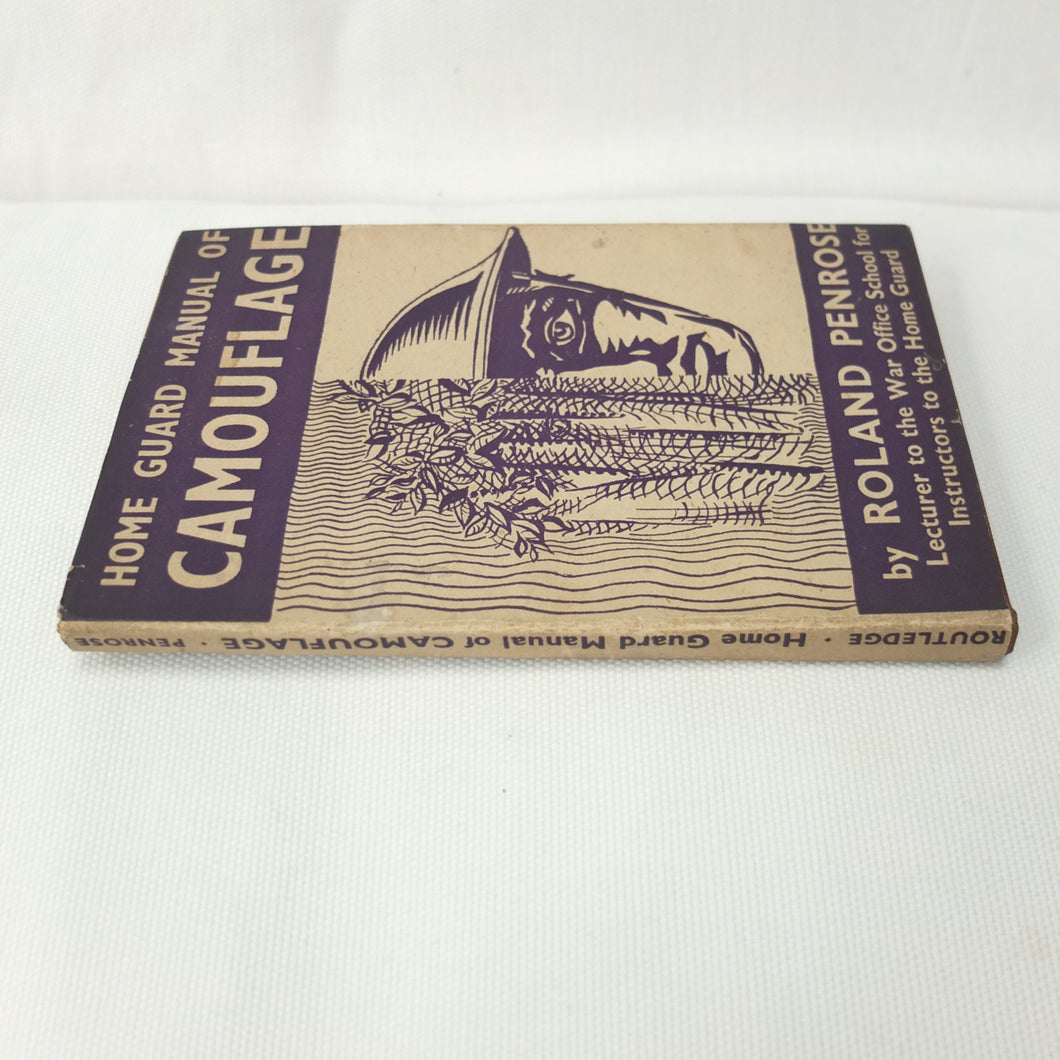 HOME GUARD MANUAL OF
CAMOUFLAGE
by ROLAND PENROSE
Lecturer to the War Office School for
Instructors to the Home Guard
ROUTLEDGE · Home Guard Manual of CAMOUFLAGE · PENROSE